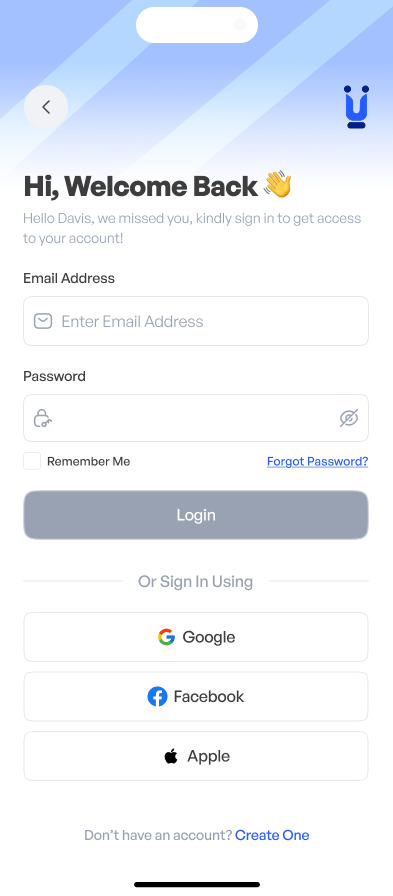 Hi, Welcome Back 👋
Hello Davis, we missed you, kindly sign in to get access
to your account!
Email Address
Enter Email Address
Password
Remember Me
Forgot Password?
Login
Or Sign In Using
Google
Facebook
Apple
Don't have an account? Create One